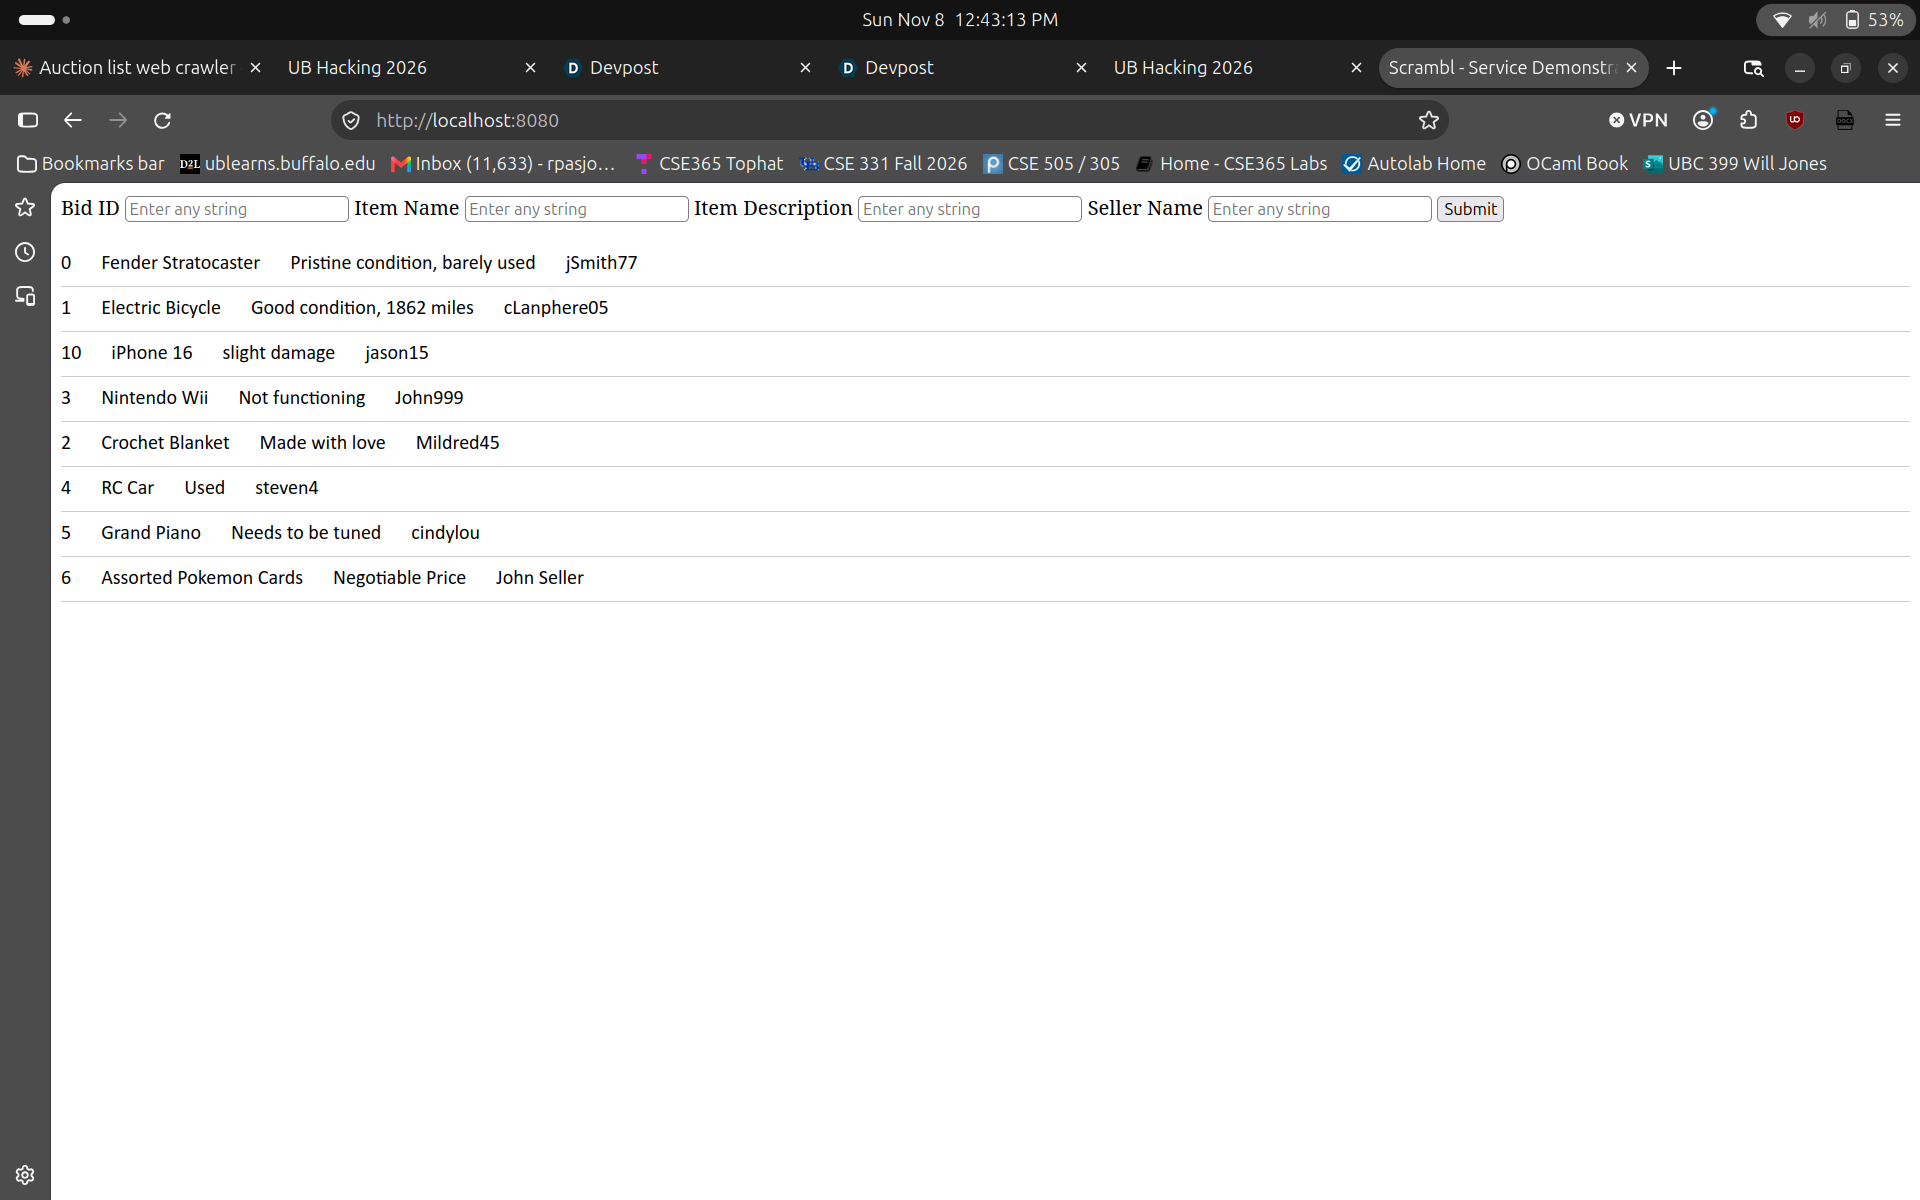 Sun Nov 8 12:43:13 PM
53%
Auction list web crawler
UB Hacking 2026
Devpost
Devpost
UB Hacking 2026
Scrambl - Service Demonstra
http://localhost:8080
VPN
Bookmarks bar
ublearns.buffalo.edu
Inbox (11,633) - rpasjo...
CSE365 Tophat
CSE 331 Fall 2026
CSE 505 / 305
Home - CSE365 Labs
Autolab Home
OCaml Book
UBC 399 Will Jones
Bid ID Enter any string Item Name Enter any string Item Description Enter any string Seller Name Enter any string Submit
0 Fender Stratocaster Pristine condition, barely used jSmith77
1 Electric Bicycle Good condition, 1862 miles cLanphere05
10 iPhone 16 slight damage jason15
3 Nintendo Wii Not functioning John999
2 Crochet Blanket Made with love Mildred45
4 RC Car Used steven4
5 Grand Piano Needs to be tuned cindylou
6 Assorted Pokemon Cards Negotiable Price John Seller